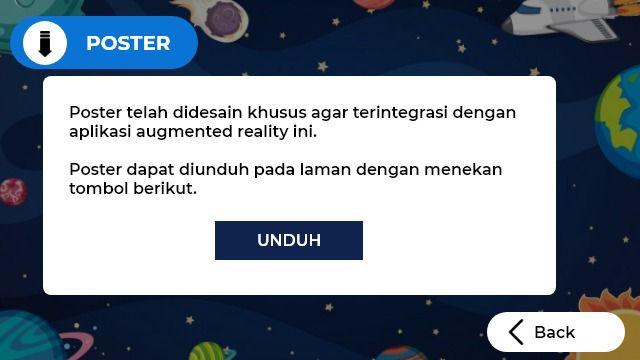 POSTER
Poster telah didesain khusus agar terintegrasi dengan
aplikasi augmented reality ini.
Poster dapat diunduh pada laman dengan menekan
tombol berikut.
UNDUH
Back